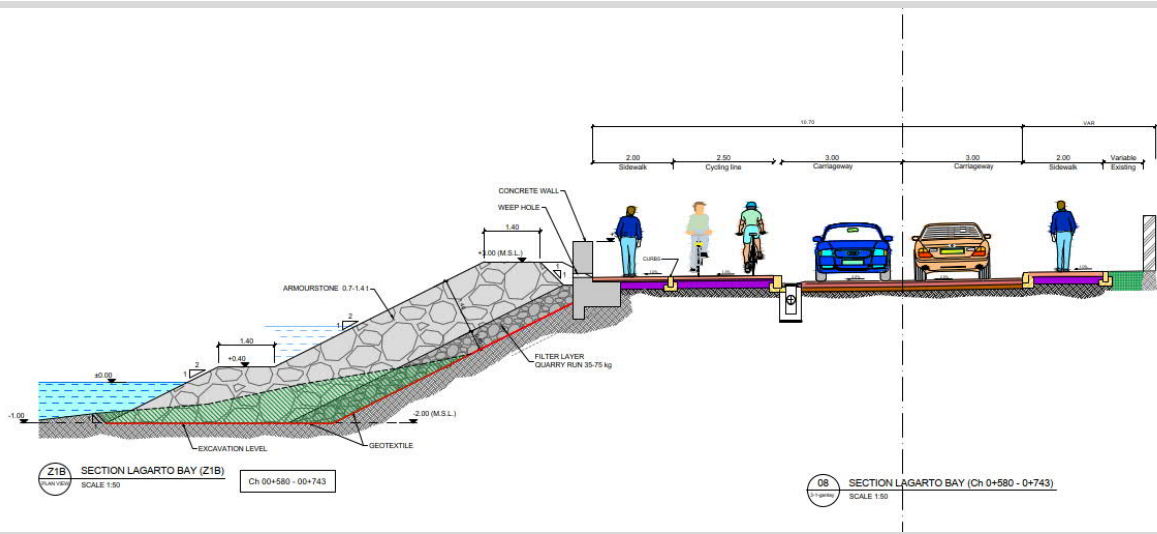 10.70
VAR
2.00
Sidewalk
2.50
Cycling line
3.00
Carriageway
3.00
Carriageway
2.00
Sidewalk
Variable
Existing
CONCRETE WALL
WEEP HOLE
1.40
+3.00 (M.S.L.)
1
1
CURBS
ARMOURSTONE 0.7-1.4 t
2
1
1.40
+0.40
2
1
FILTER LAYER
QUARRY RUN 35-75 kg
±0.00
-1.00
-2.00 (M.S.L.)
EXCAVATION LEVEL
GEOTEXTILE
Z1B
PLAN VIEW
SECTION LAGARTO BAY (Z1B)
SCALE 1:50
Ch 00+580 - 00+743
08
SECTION LAGARTO BAY (Ch 0+580 - 0+743)
SCALE 1:50